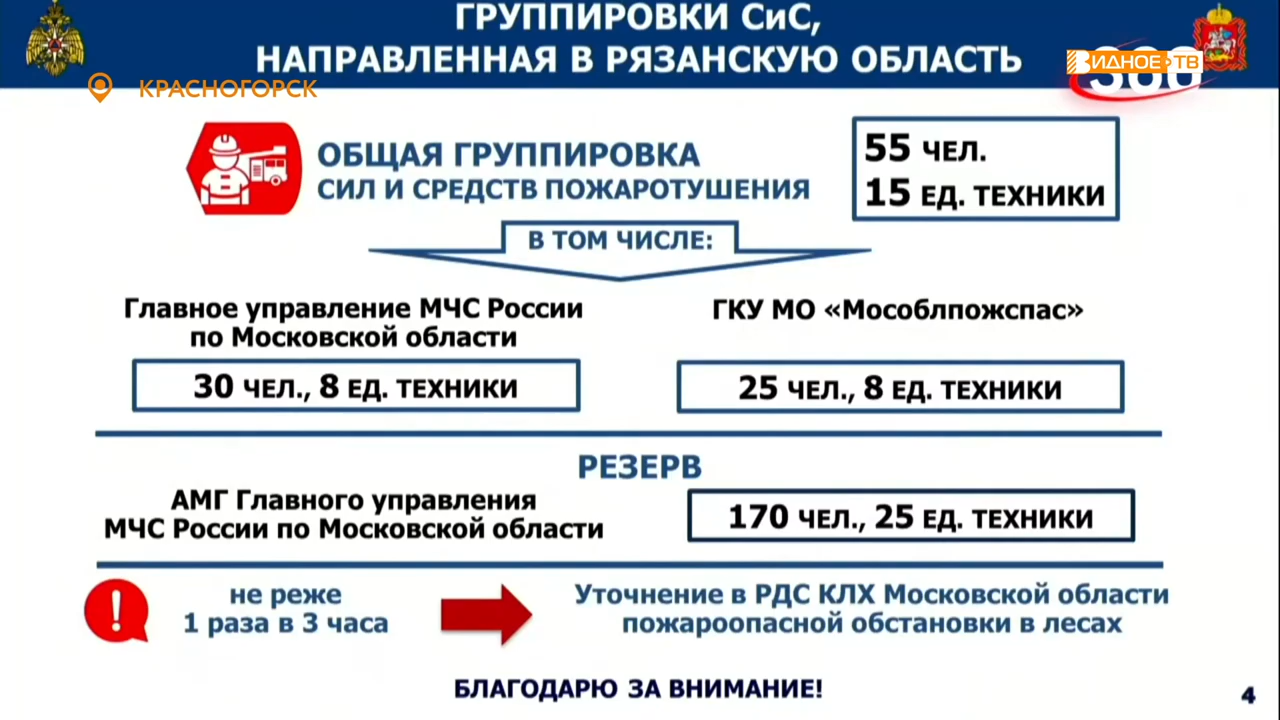 ГРУППИРОВКИ СиС,
НАПРАВЛЕННАЯ В РЯЗАНСКУЮ ОБЛАСТЬ
ВИДНОЕ ТВ
360
КРАСНОГОРСК
ОБЩАЯ ГРУППИРОВКА
СИЛ И СРЕДСТВ ПОЖАРОТУШЕНИЯ
55 ЧЕЛ.
15 ЕД. ТЕХНИКИ
В ТОМ ЧИСЛЕ:
Главное управление МЧС России
по Московской области
30 ЧЕЛ., 8 ЕД. ТЕХНИКИ
ГКУ МО «Мособлпожспас»
25 ЧЕЛ., 8 ЕД. ТЕХНИКИ
РЕЗЕРВ
АМГ Главного управления
МЧС России по Московской области
170 ЧЕЛ., 25 ЕД. ТЕХНИКИ
не реже
1 раза в 3 часа
Уточнение в РДС КЛХ Московской области
пожароопасной обстановки в лесах
БЛАГОДАРЮ ЗА ВНИМАНИЕ!
4